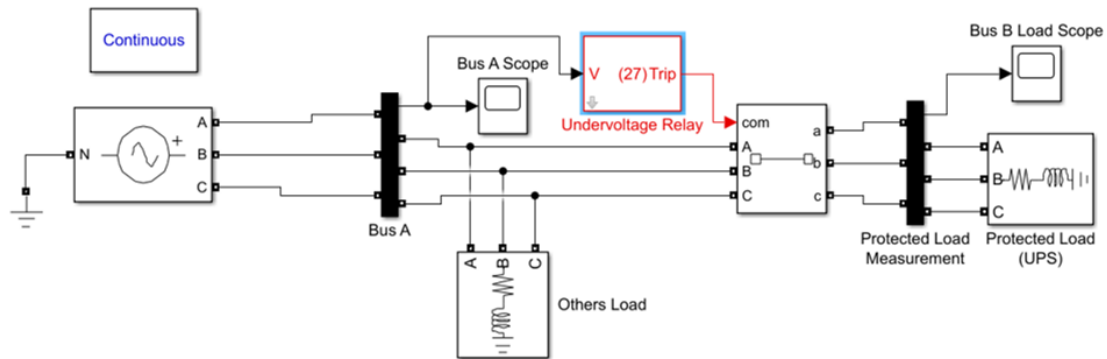 Continuous
Bus B Load Scope
Bus A Scope
V (27) Trip
Undervoltage Relay
A
B
C
N
+
com
A
B
C
a
b
c
A
B
C
Bus A
Protected Load
Measurement
Protected Load
(UPS)
A
B
C
Others Load